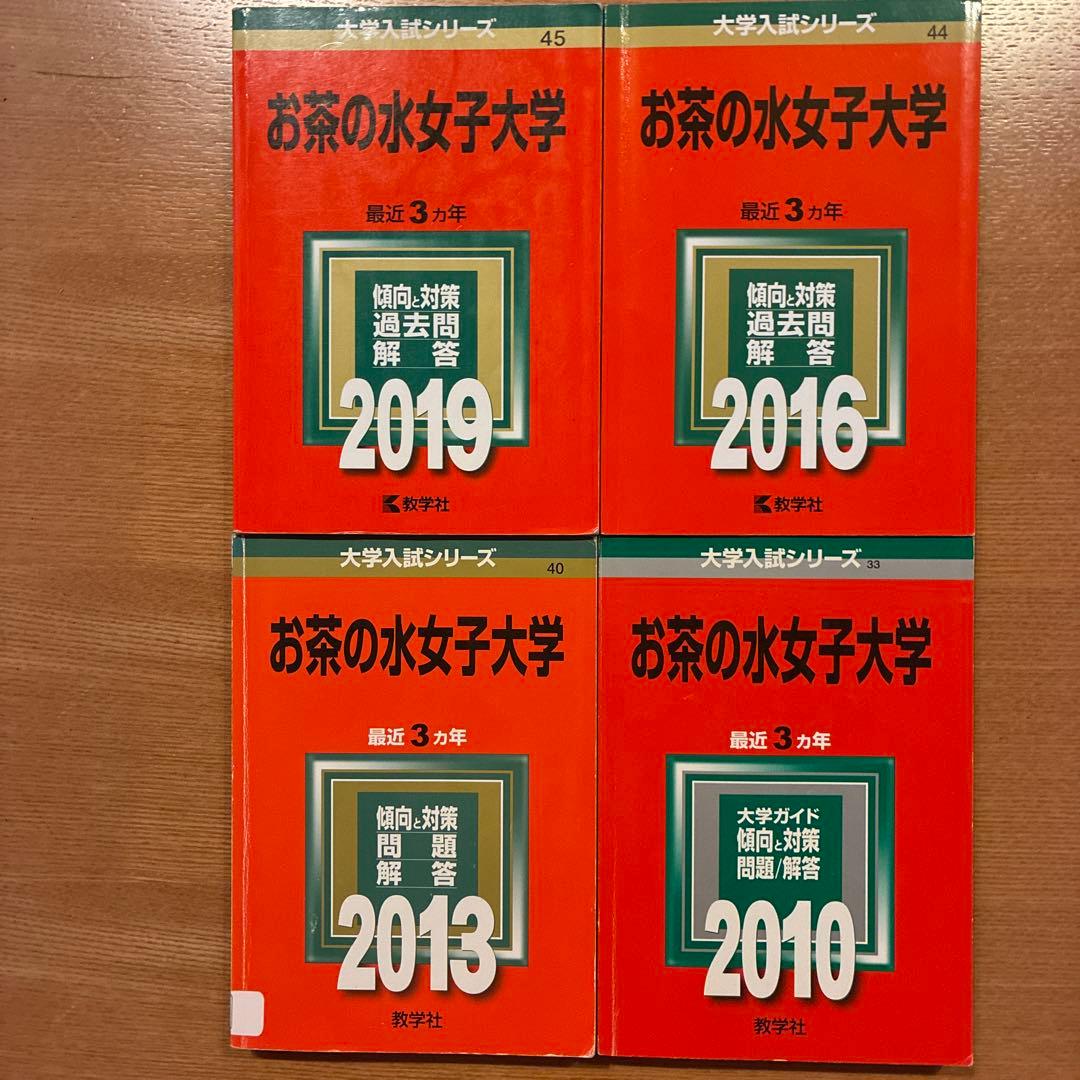 大学入試シリーズ
45
お茶の水女子大学
最近3ヵ年
傾向と対策
過去問
解答
2019
教学社
大学入試シリーズ
44
お茶の水女子大学
最近3ヵ年
傾向と対策
過去問
解答
2016
教学社
大学入試シリーズ
40
お茶の水女子大学
最近3ヵ年
傾向と対策
問題
解答
2013
教学社
大学入試シリーズ
33
お茶の水女子大学
最近3ヵ年
大学ガイド
傾向と対策
問題/解答
2010
教学社